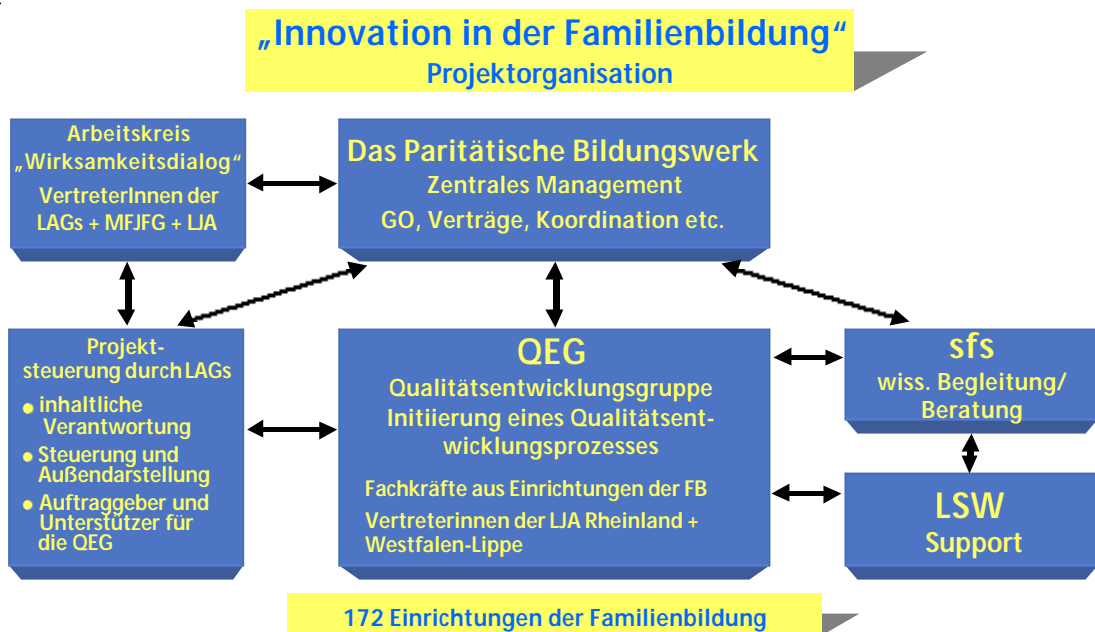 „Innovation in der Familienbildung“
Projektorganisation
Arbeitskreis
„Wirksamkeitsdialog“
VertreterInnen der
LAGs + MFJFG + LJA
Das Paritätische Bildungswerk
Zentrales Management
GO, Verträge, Koordination etc.
Projekt-
steuerung durch LAGs
• inhaltliche
Verantwortung
• Steuerung und
Außendarstellung
• Auftraggeber und
Unterstützer für
die QEG
QEG
Qualitätsentwicklungsgruppe
Initiierung eines Qualitätsent-
wicklungsprozesses
Fachkräfte aus Einrichtungen der FB
Vertreterinnen der LJA Rheinland +
Westfalen-Lippe
sfs
wiss. Begleitung/
Beratung
LSW
Support
172 Einrichtungen der Familienbildung